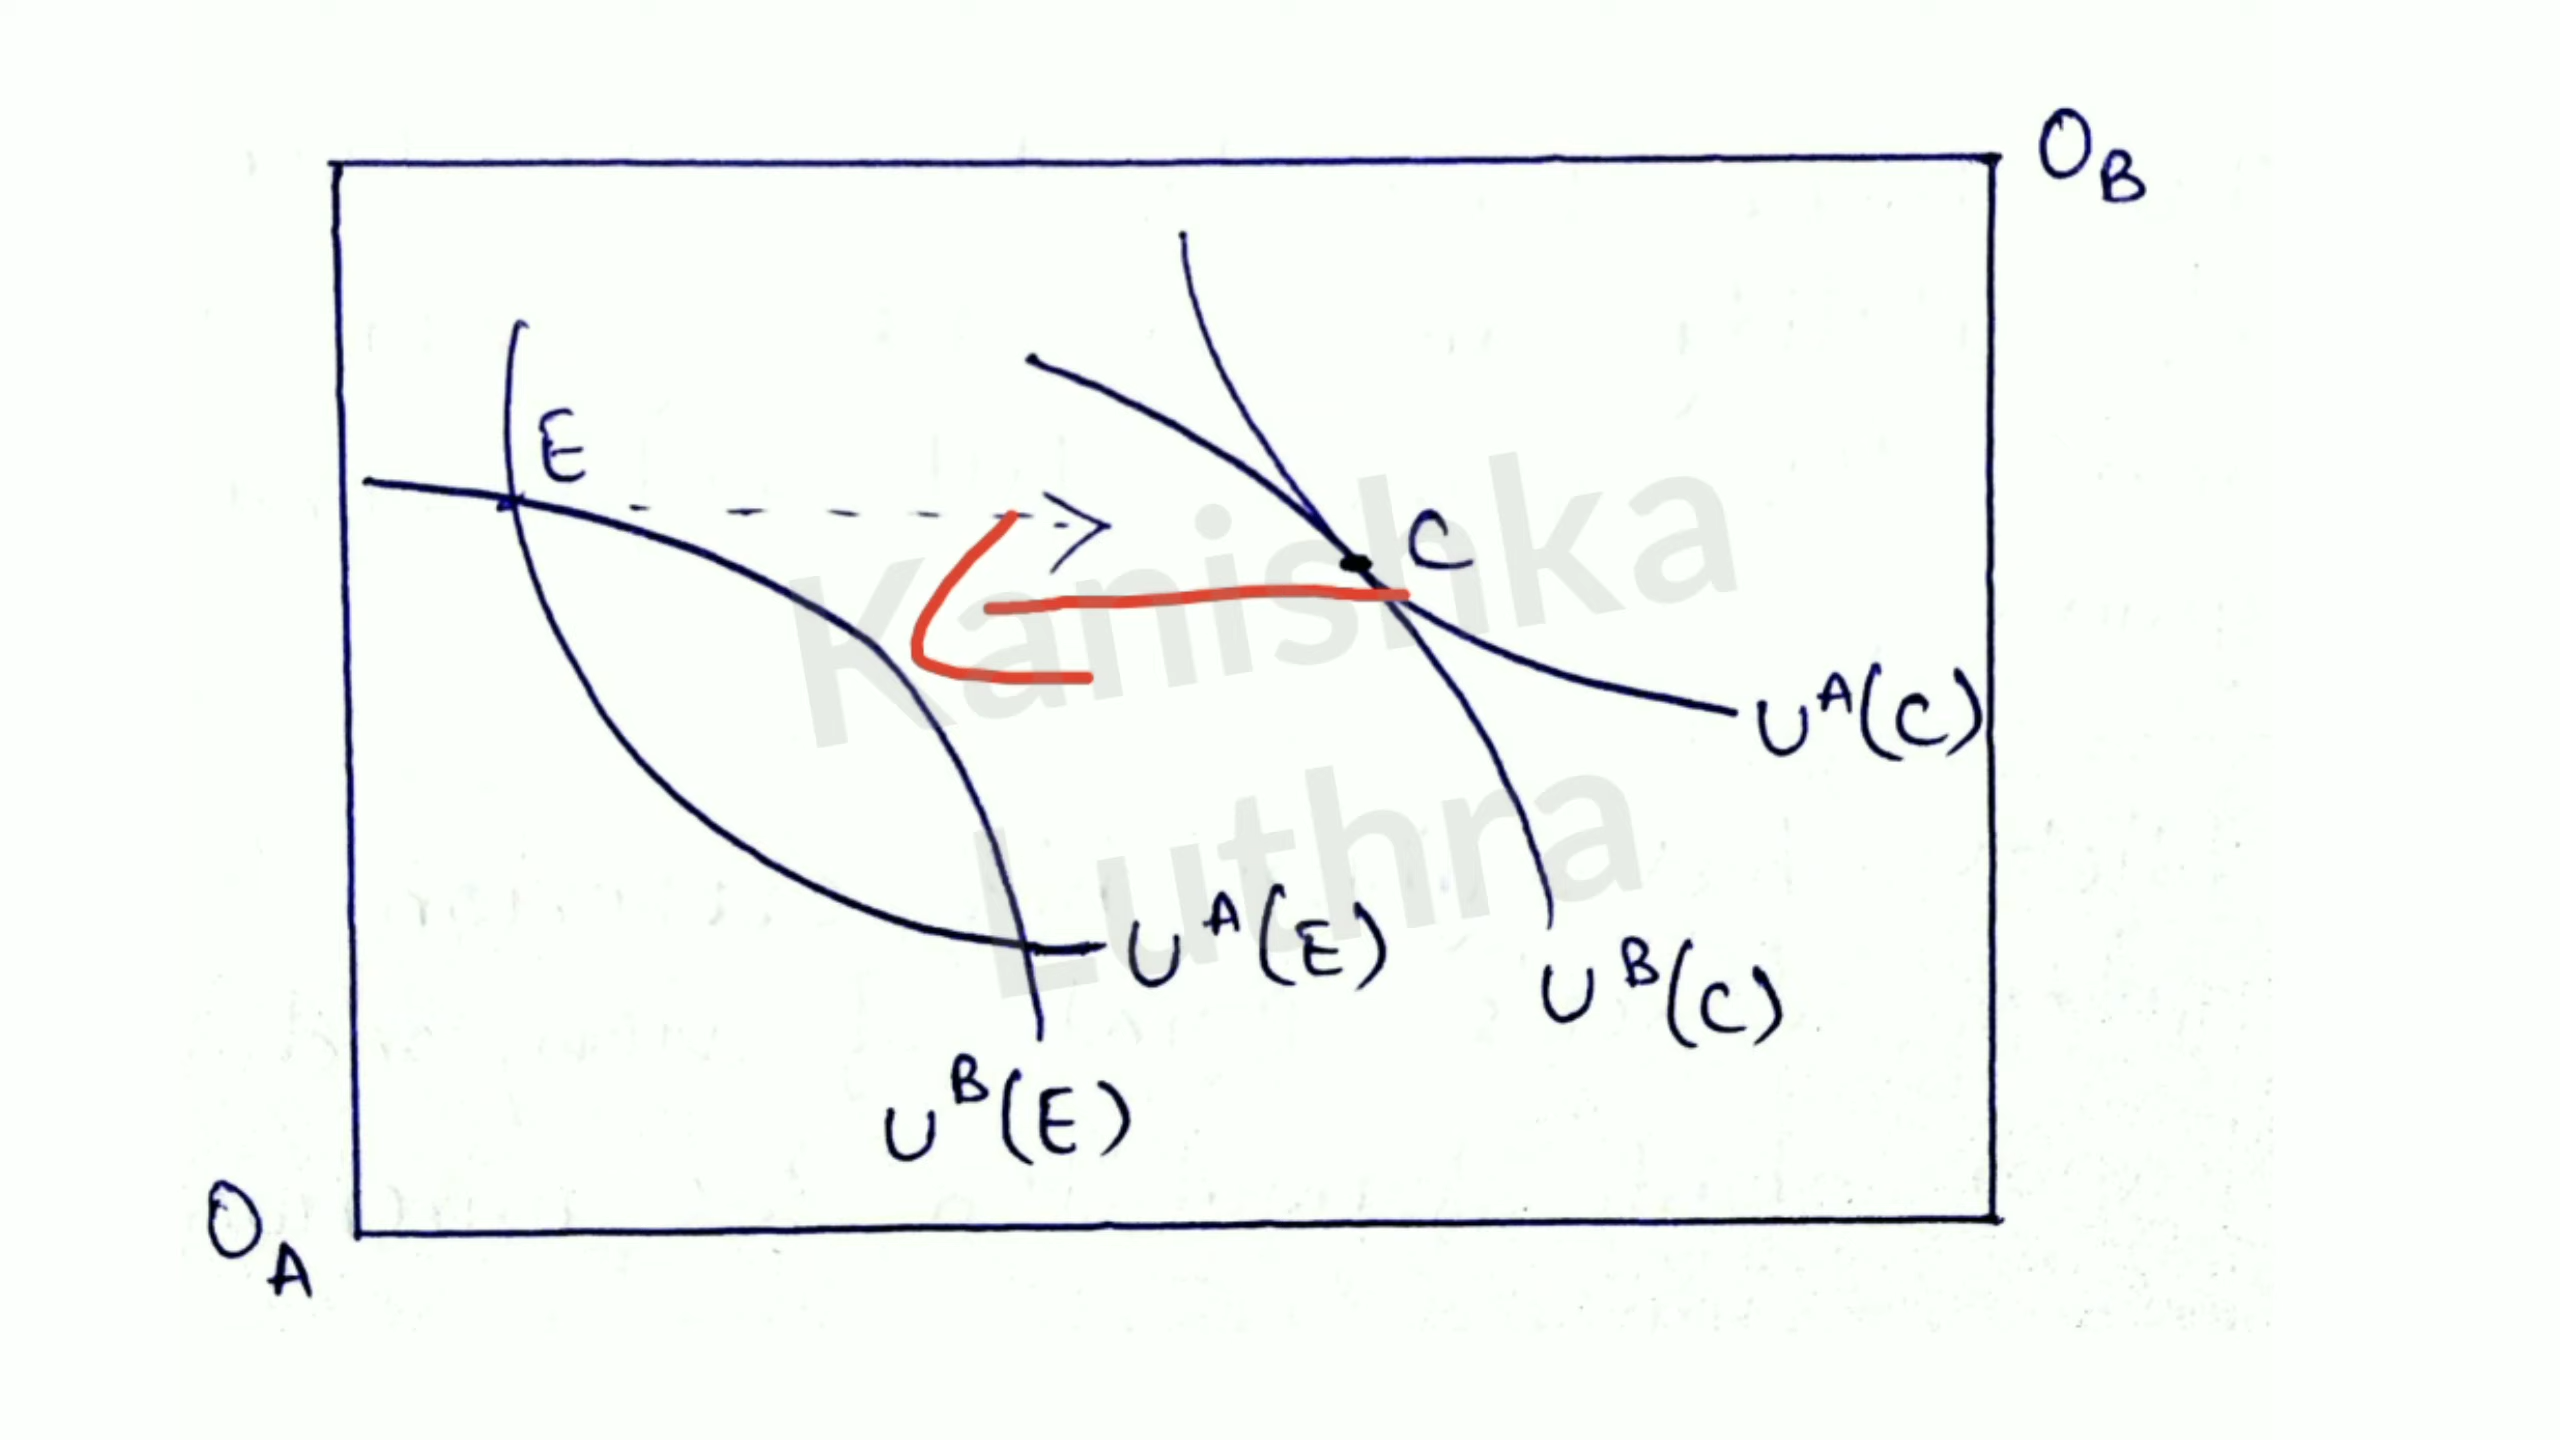 O_B
E
C
U^A(C)
U^A(E)
U^B(C)
U^B(E)
O_A
Kanishka
Luthra